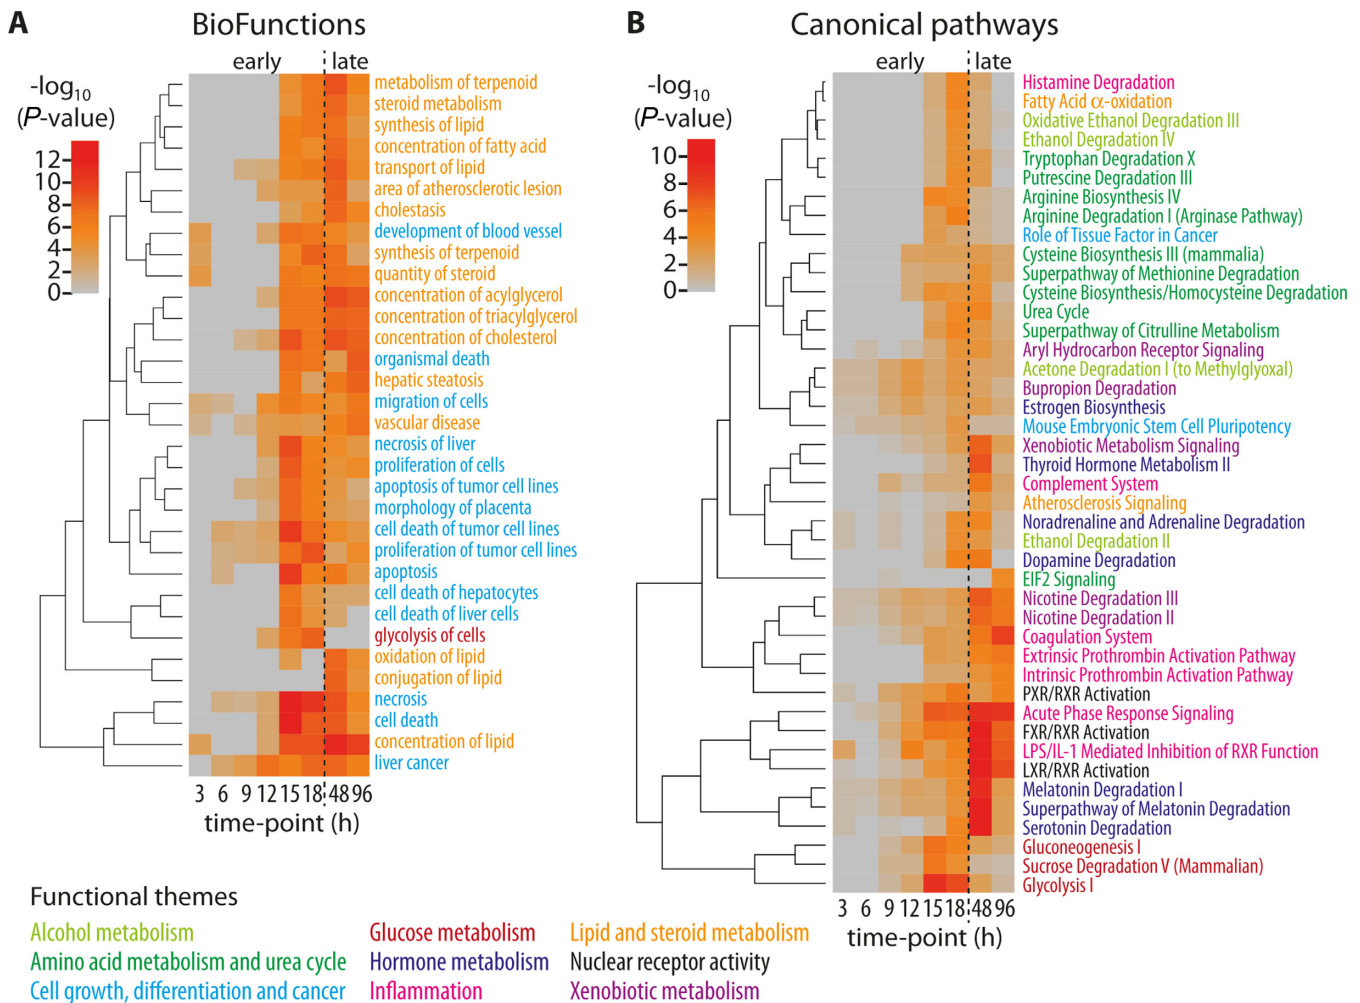 A
BioFunctions
early
late
-log10
(P-value)
12
10
8
6
4
2
0
metabolism of terpenoid
steroid metabolism
synthesis of lipid
concentration of fatty acid
transport of lipid
area of atherosclerotic lesion
cholestasis
development of blood vessel
synthesis of terpenoid
quantity of steroid
concentration of acylglycerol
concentration of triacylglycerol
concentration of cholesterol
organismal death
hepatic steatosis
migration of cells
vascular disease
necrosis of liver
proliferation of cells
apoptosis of tumor cell lines
morphology of placenta
cell death of tumor cell lines
proliferation of tumor cell lines
apoptosis
cell death of hepatocytes
cell death of liver cells
glycolysis of cells
oxidation of lipid
conjugation of lipid
necrosis
cell death
concentration of lipid
liver cancer
3 6 9 12 15 18 48 96
time-point (h)
B
Canonical pathways
early
late
-log10
(P-value)
10
8
6
4
2
0
Histamine Degradation
Fatty Acid α-oxidation
Oxidative Ethanol Degradation III
Ethanol Degradation IV
Tryptophan Degradation X
Putrescine Degradation III
Arginine Biosynthesis IV
Arginine Degradation I (Arginase Pathway)
Role of Tissue Factor in Cancer
Cysteine Biosynthesis III (mammalia)
Superpathway of Methionine Degradation
Cysteine Biosynthesis/Homocysteine Degradation
Urea Cycle
Superpathway of Citrulline Metabolism
Aryl Hydrocarbon Receptor Signaling
Acetone Degradation I (to Methylglyoxal)
Bupropion Degradation
Estrogen Biosynthesis
Mouse Embryonic Stem Cell Pluripotency
Xenobiotic Metabolism Signaling
Thyroid Hormone Metabolism II
Complement System
Atherosclerosis Signaling
Noradrenaline and Adrenaline Degradation
Ethanol Degradation II
Dopamine Degradation
EIF2 Signaling
Nicotine Degradation III
Nicotine Degradation II
Coagulation System
Extrinsic Prothrombin Activation Pathway
Intrinsic Prothrombin Activation Pathway
PXR/RXR Activation
Acute Phase Response Signaling
FXR/RXR Activation
LPS/IL-1 Mediated Inhibition of RXR Function
LXR/RXR Activation
Melatonin Degradation I
Superpathway of Melatonin Degradation
Serotonin Degradation
Gluconeogenesis I
Sucrose Degradation V (Mammalian)
Glycolysis I
3 6 9 12 15 18 48 96
time-point (h)
Functional themes
Alcohol metabolism
Amino acid metabolism and urea cycle
Cell growth, differentiation and cancer
Glucose metabolism
Hormone metabolism
Inflammation
Lipid and steroid metabolism
Nuclear receptor activity
Xenobiotic metabolism